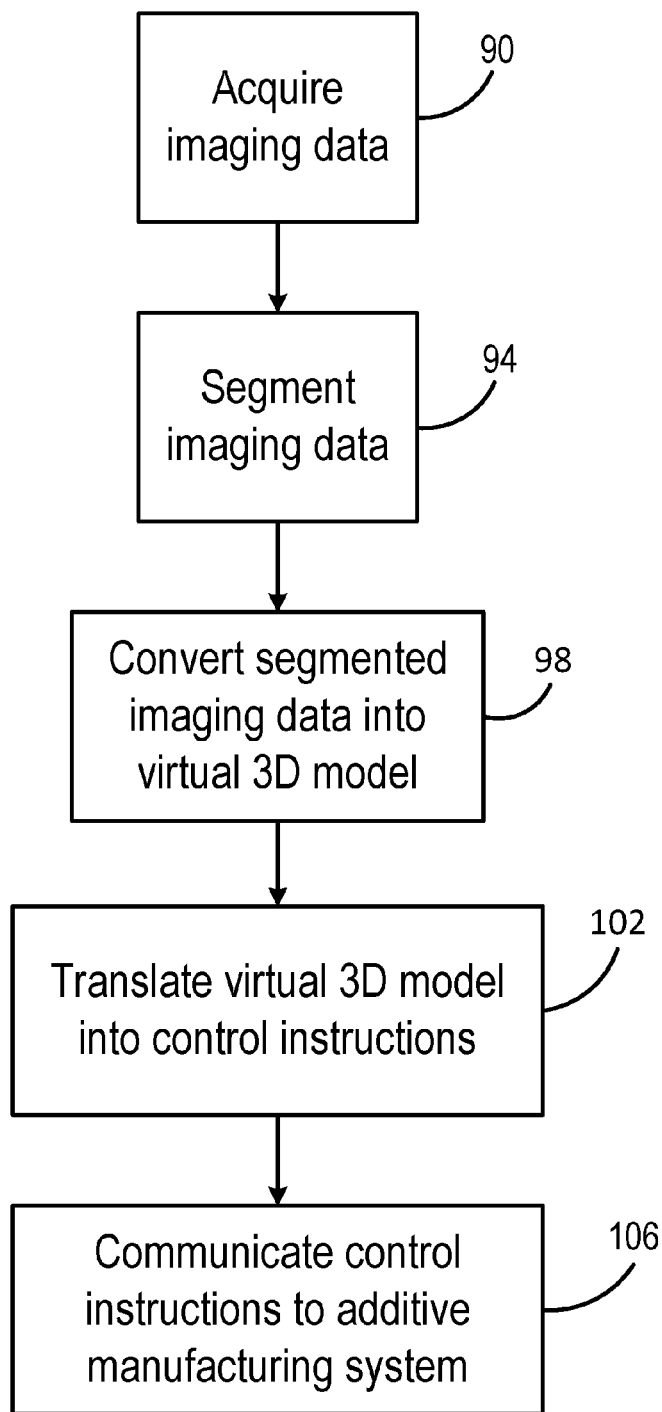 90
Acquire
imaging data
94
Segment
imaging data
98
Convert segmented
imaging data into
virtual 3D model
102
Translate virtual 3D model
into control instructions
106
Communicate control
instructions to additive
manufacturing system